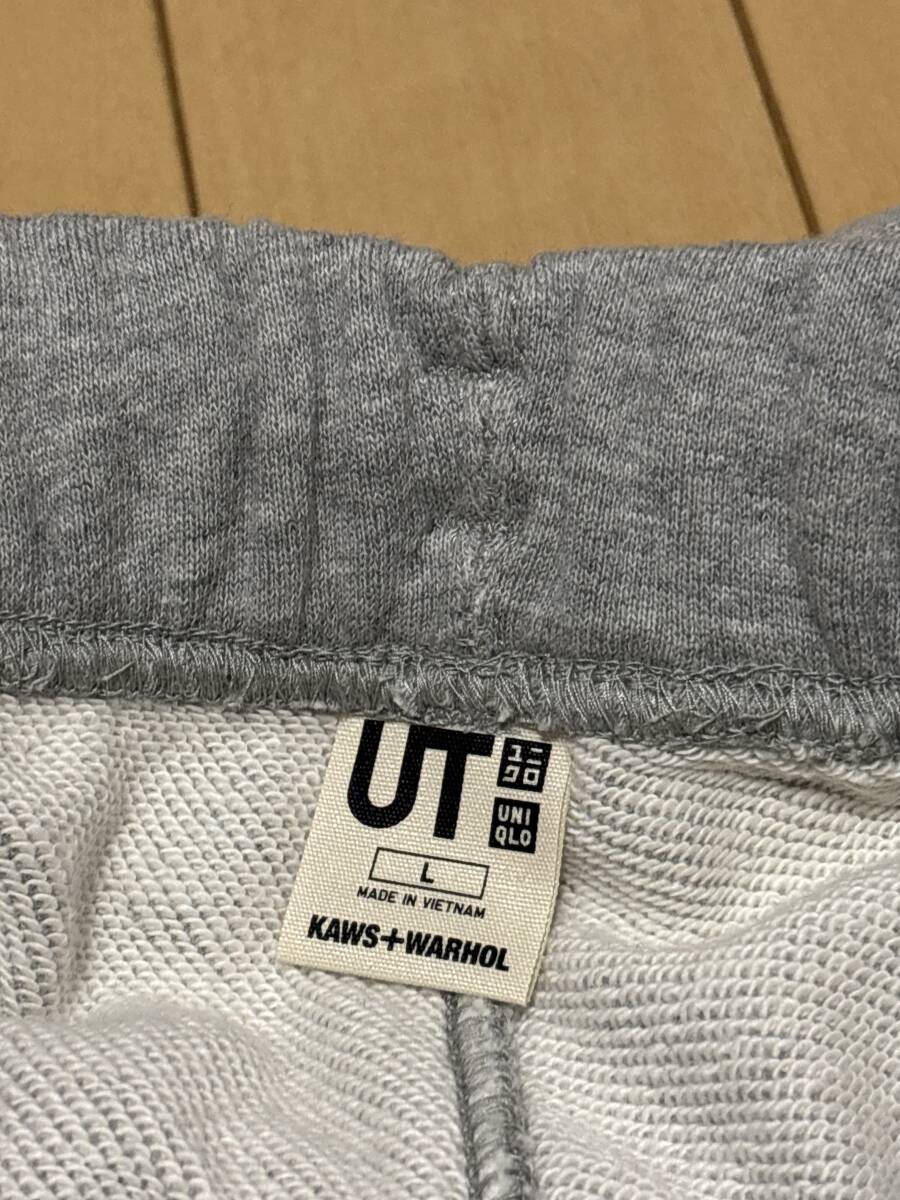 UT
ユニ
クロ
UNI
QLO
L
MADE IN VIETNAM
KAWS+WARHOL